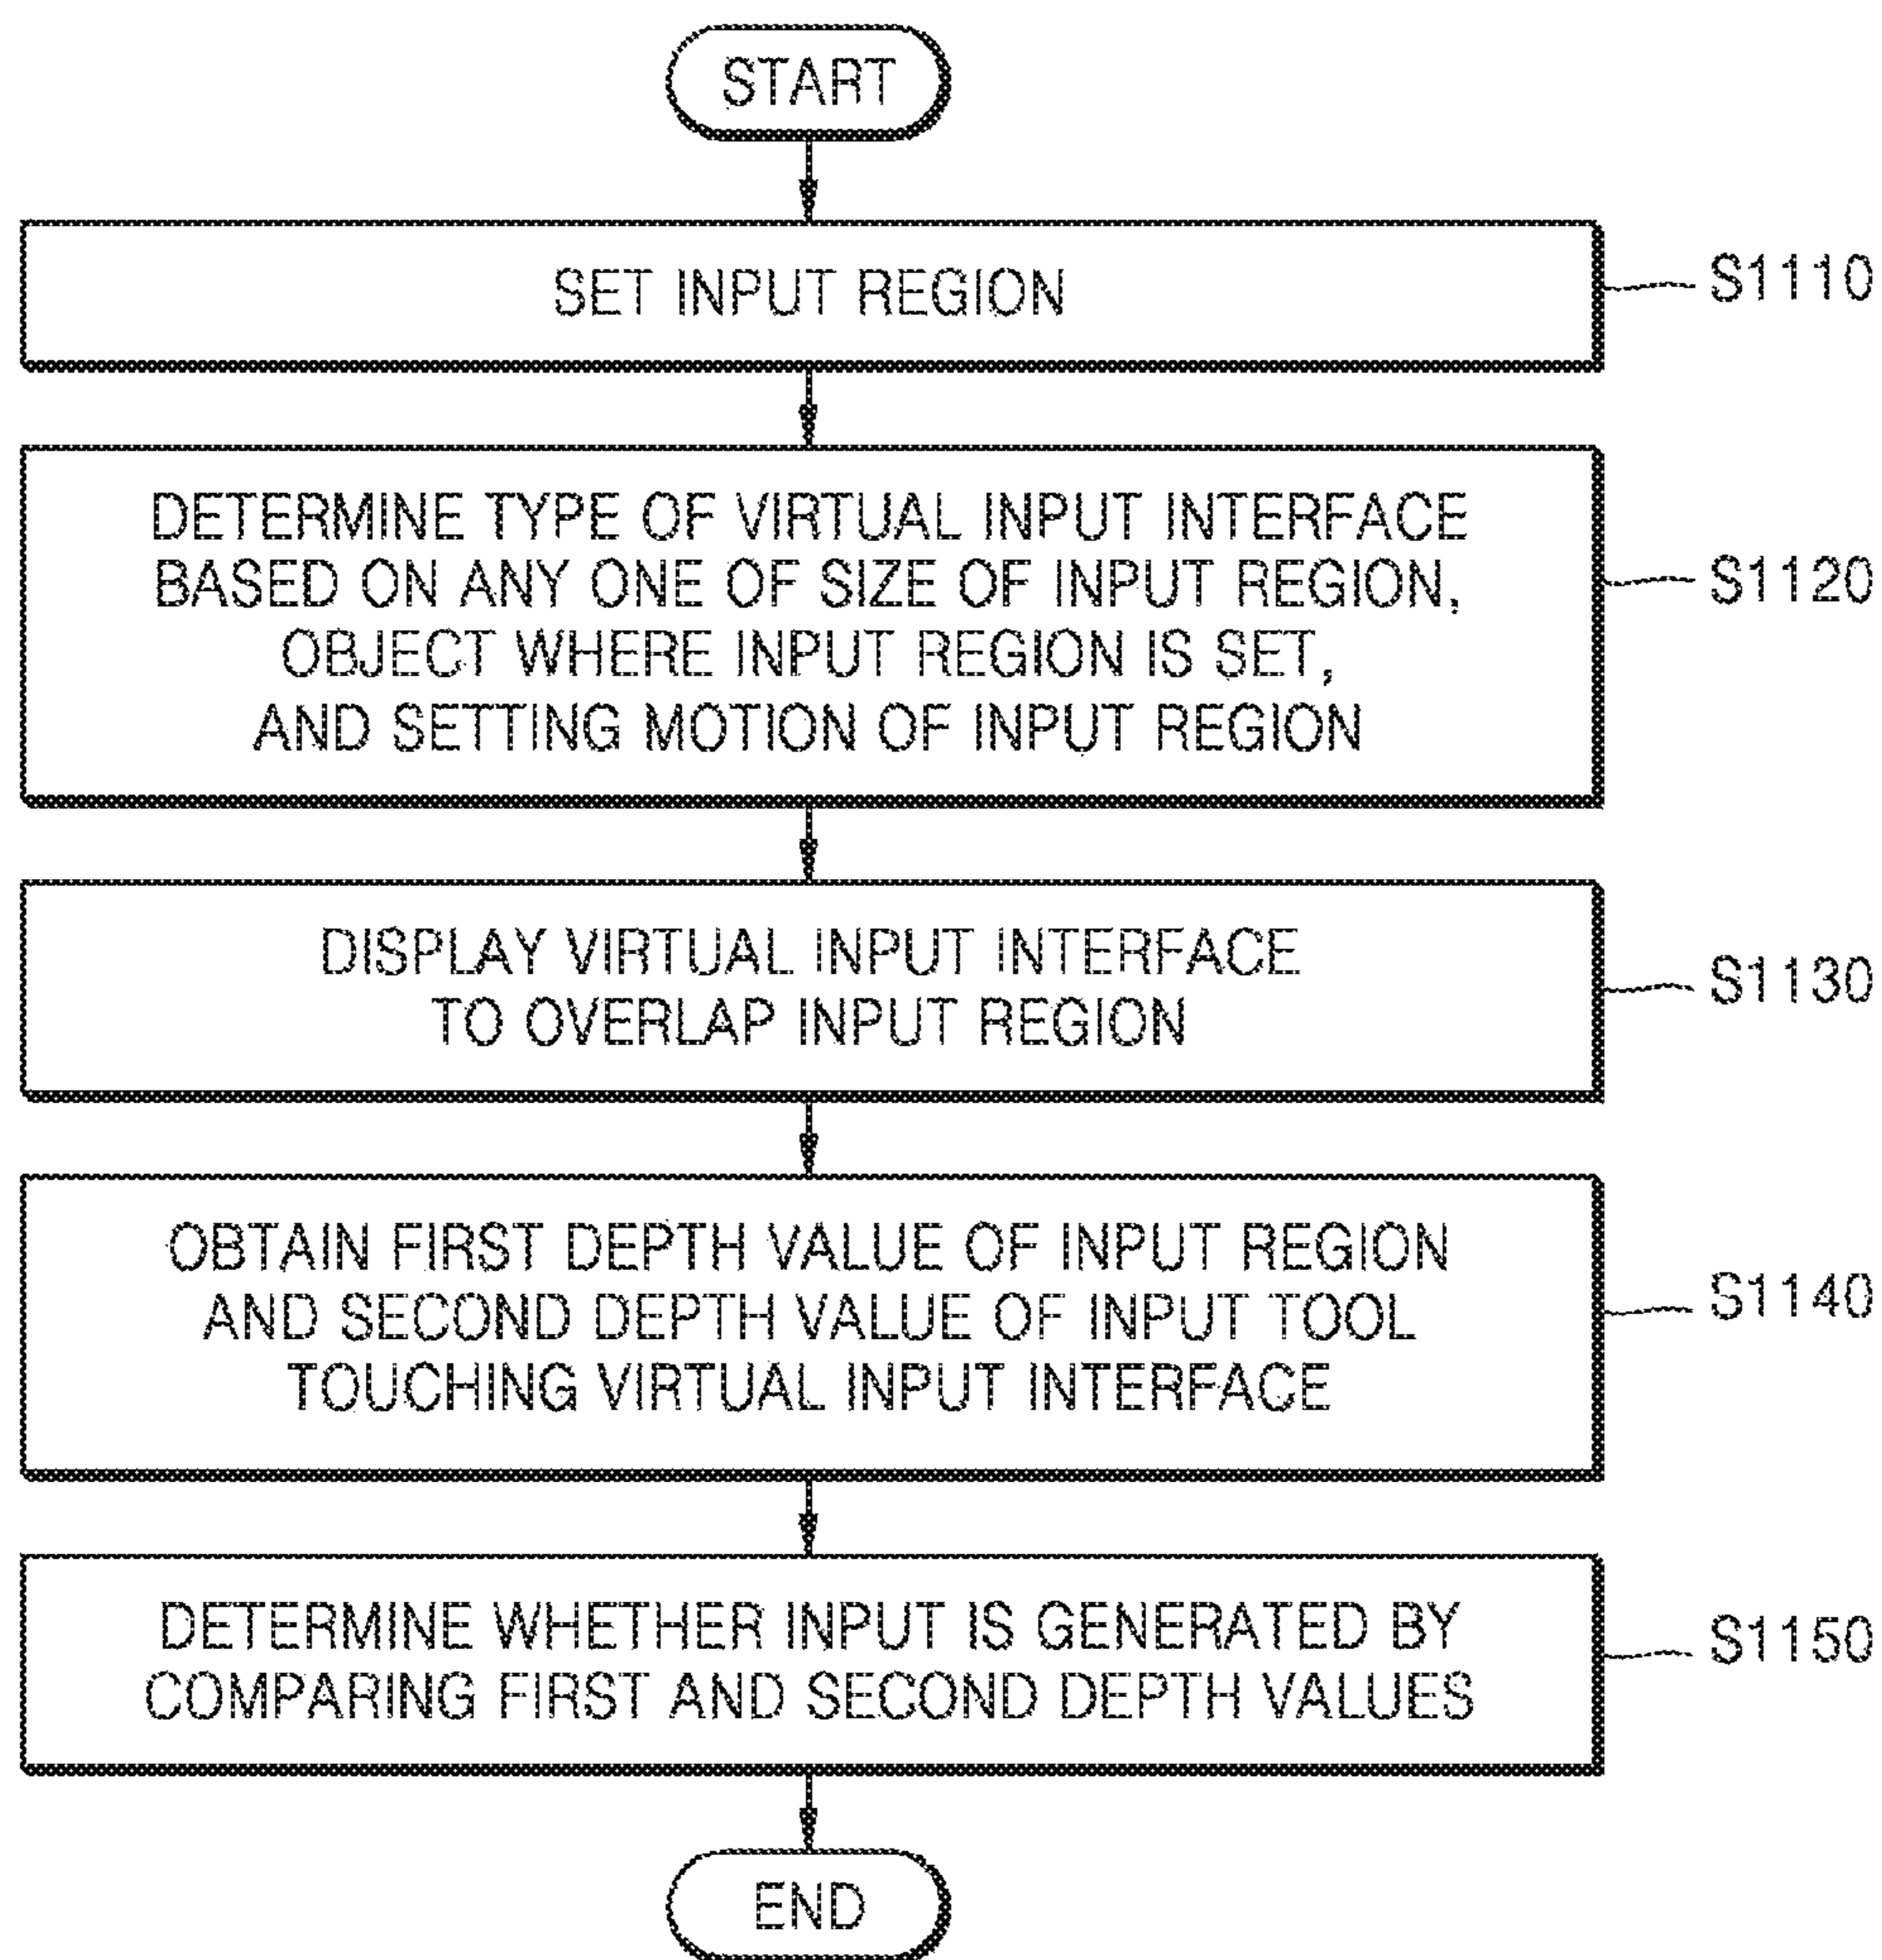 START
SET INPUT REGION
S1110
DETERMINE TYPE OF VIRTUAL INPUT INTERFACE
BASED ON ANY ONE OF SIZE OF INPUT REGION,
OBJECT WHERE INPUT REGION IS SET,
AND SETTING MOTION OF INPUT REGION
S1120
DISPLAY VIRTUAL INPUT INTERFACE
TO OVERLAP INPUT REGION
S1130
OBTAIN FIRST DEPTH VALUE OF INPUT REGION
AND SECOND DEPTH VALUE OF INPUT TOOL
TOUCHING VIRTUAL INPUT INTERFACE
S1140
DETERMINE WHETHER INPUT IS GENERATED BY
COMPARING FIRST AND SECOND DEPTH VALUES
S1150
END